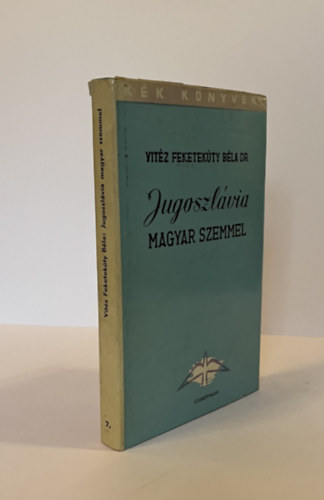 KÉK KÖNYVEK
VITÉZ FEKETEKÚTY BÉLA DR.
Jugoszlávia
MAGYAR SZEMMEL
Vitéz Feketekúty Béla: Jugoszlávia magyar szemmel
7.